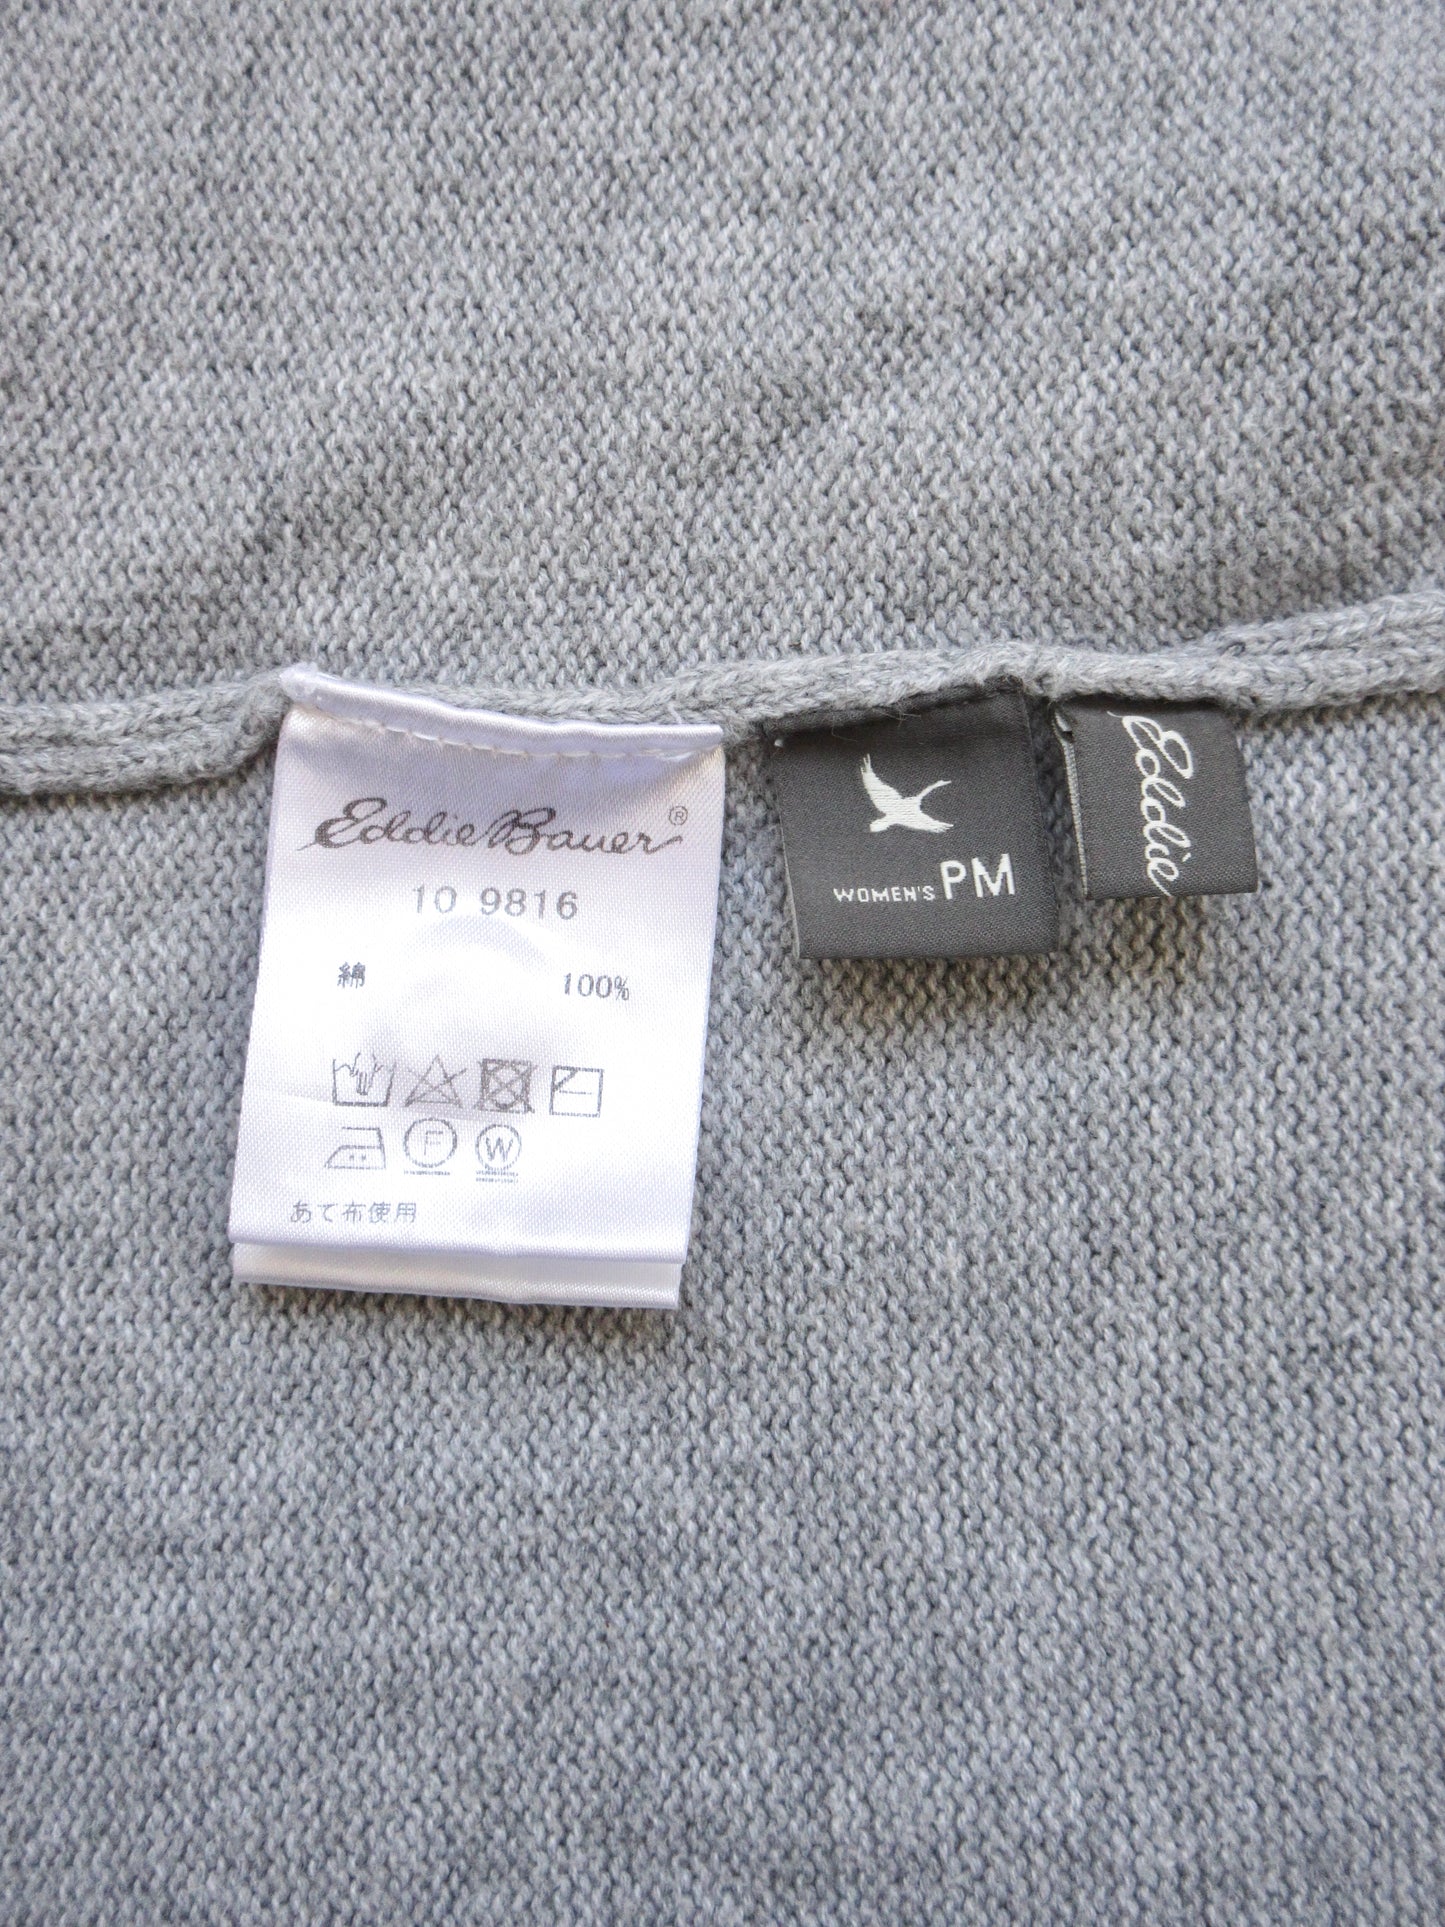 Eddie Bauer®
10 9816
綿 100%
F W
あて布使用
WOMEN'S PM
Eddie